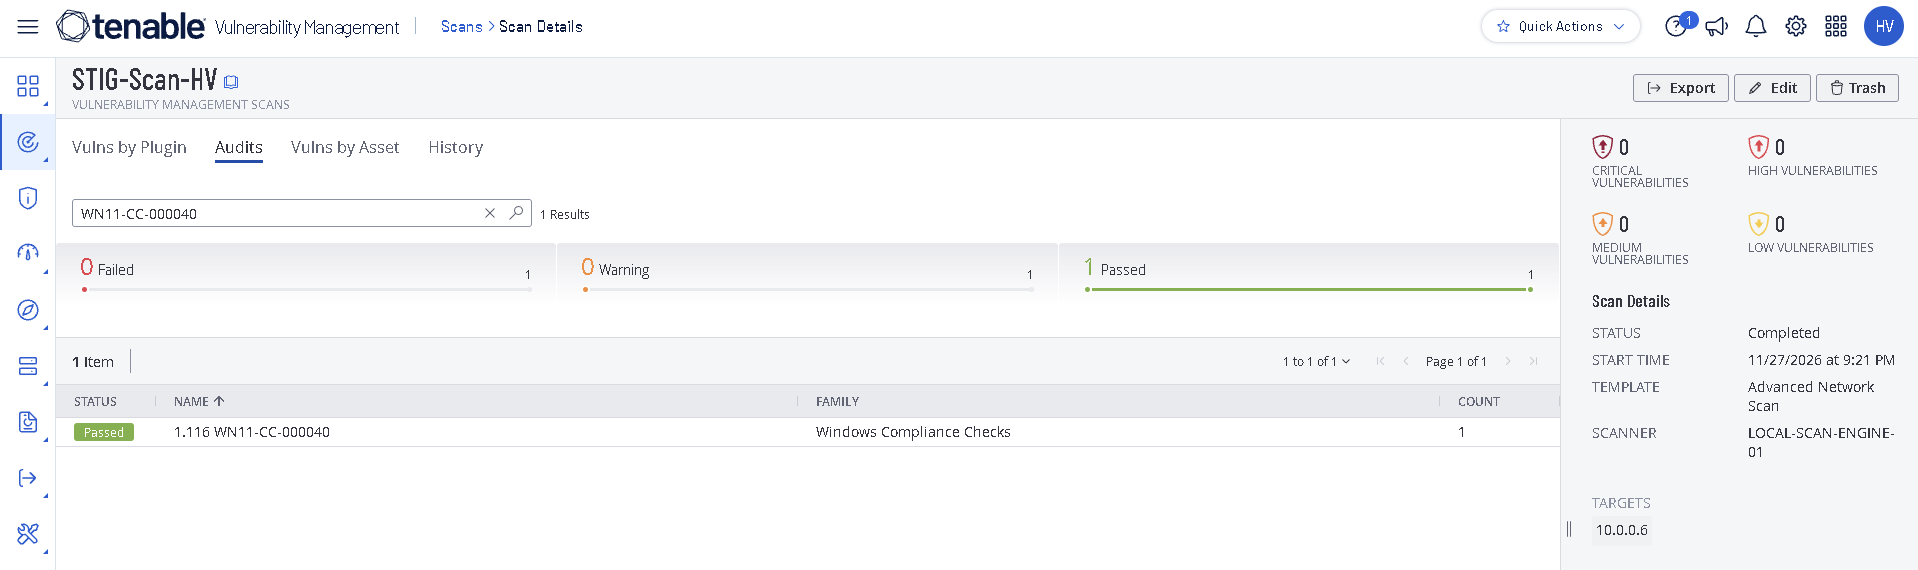 tenable Vulnerability Management Scans > Scan Details Quick Actions 1 HV
STIG-Scan-HV
VULNERABILITY MANAGEMENT SCANS
Export Edit Trash
Vulns by Plugin Audits Vulns by Asset History
WN11-CC-000040 1 Results
0 Failed 1
0 Warning 1
1 Passed 1
1 Item 1 to 1 of 1 Page 1 of 1
STATUS NAME FAMILY COUNT
Passed 1.116 WN11-CC-000040 Windows Compliance Checks 1
0
CRITICAL
VULNERABILITIES
0
HIGH VULNERABILITIES
0
MEDIUM
VULNERABILITIES
0
LOW VULNERABILITIES
Scan Details
STATUS Completed
START TIME 11/27/2026 at 9:21 PM
TEMPLATE Advanced Network
Scan
SCANNER LOCAL-SCAN-ENGINE-
01
TARGETS
10.0.0.6